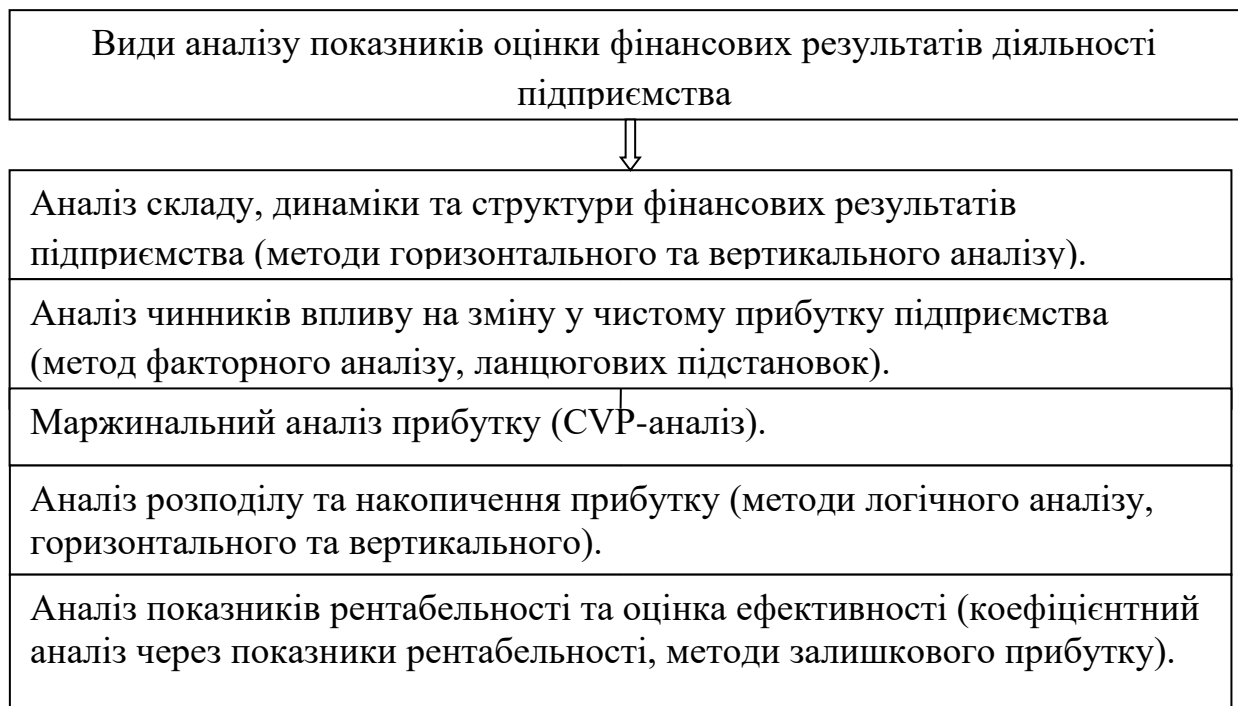 Види аналізу показників оцінки фінансових результатів діяльності
підприємства
Аналіз складу, динаміки та структури фінансових результатів
підприємства (методи горизонтального та вертикального аналізу).
Аналіз чинників впливу на зміну у чистому прибутку підприємства
(метод факторного аналізу, ланцюгових підстановок).
Маржинальний аналіз прибутку (CVP-аналіз).
Аналіз розподілу та накопичення прибутку (методи логічного аналізу,
горизонтального та вертикального).
Аналіз показників рентабельності та оцінка ефективності (коефіцієнтний
аналіз через показники рентабельності, методи залишкового прибутку).